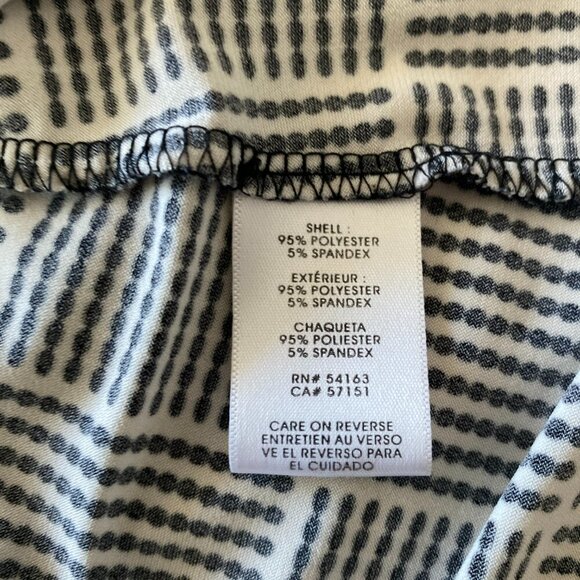 SHELL :
95% POLYESTER
5% SPANDEX
EXTÉRIEUR :
95% POLYESTER
5% SPANDEX
CHAQUETA
95% POLIESTER
5% SPANDEX
RN# 54163
CA# 57151
CARE ON REVERSE
ENTRETIEN AU VERSO
VE EL REVERSO PARA
EL CUIDADO